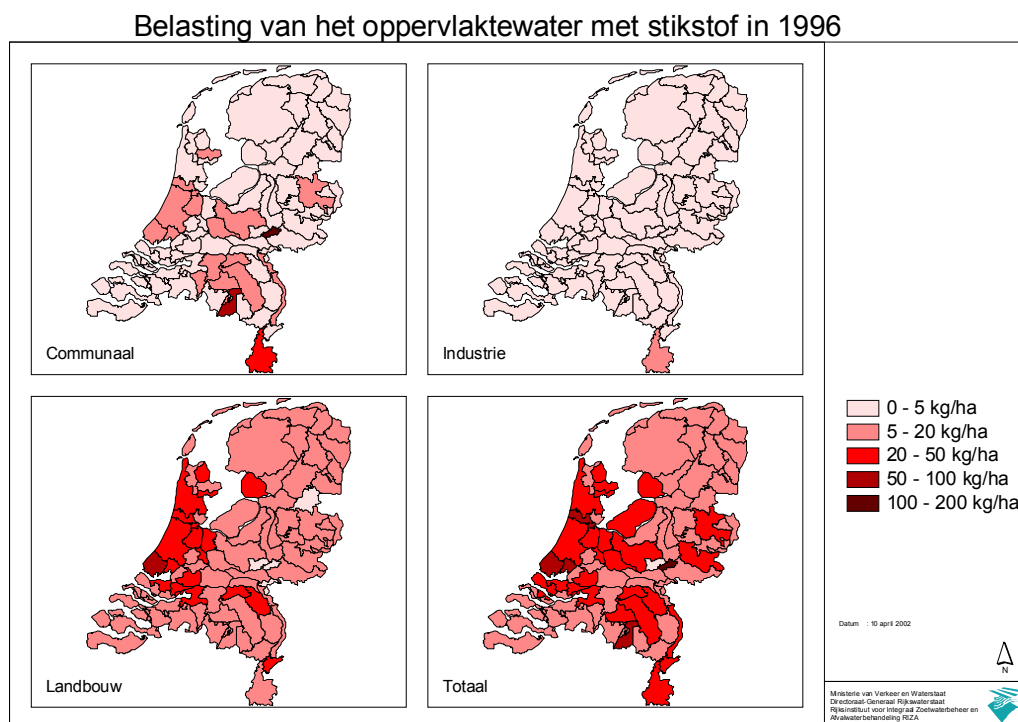 Belasting van het oppervlaktewater met stikstof in 1996
Communaal
Industrie
Landbouw
Totaal
0 - 5 kg/ha
5 - 20 kg/ha
20 - 50 kg/ha
50 - 100 kg/ha
100 - 200 kg/ha
Datum : 10 april 2002
N
Ministerie van Verkeer en Waterstaat
Directoraat-Generaal Rijkswaterstaat
Rijksinstituut voor Integraal Zoetwaterbeheer en
Afvalwaterbehandeling RIZA